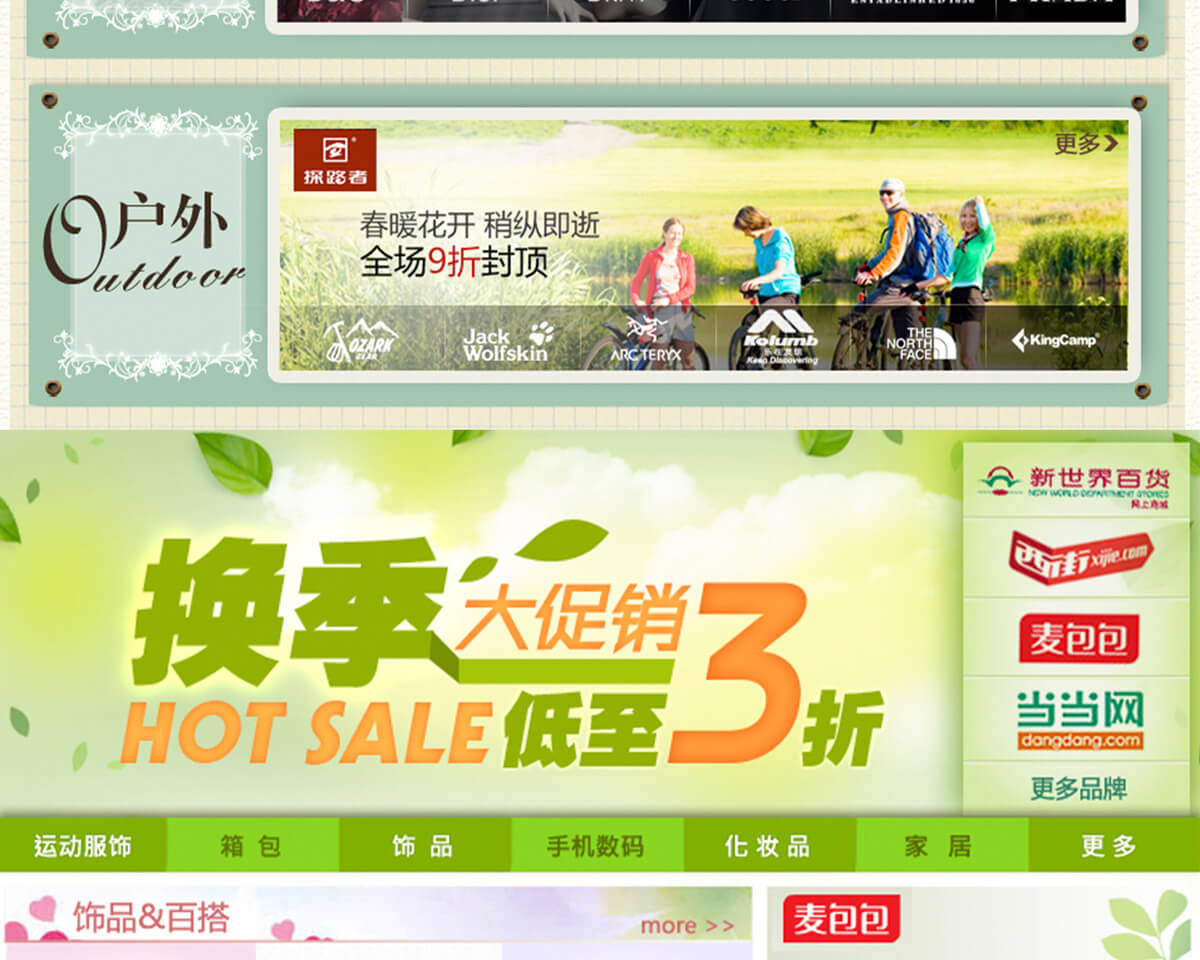 ESTABLISHED 1856
户外
Outdoor
探路者
更多
春暖花开 稍纵即逝
全场9折封顶
OZARK
GEAR
Jack
Wolfskin
ARC'TERYX
Kolumb
Keep Discovering
THE
NORTH
FACE
KingCamp
换季
大促销
HOT SALE 低至3折
新世界百货
NEW WORLD DEPARTMENT STORES
网上商城
西街 xijie.com
麦包包
当当网
dangdang.com
更多品牌
运动服饰 箱包 饰品 手机数码 化妆品 家居 更多
饰品&百搭
more >>
麦包包